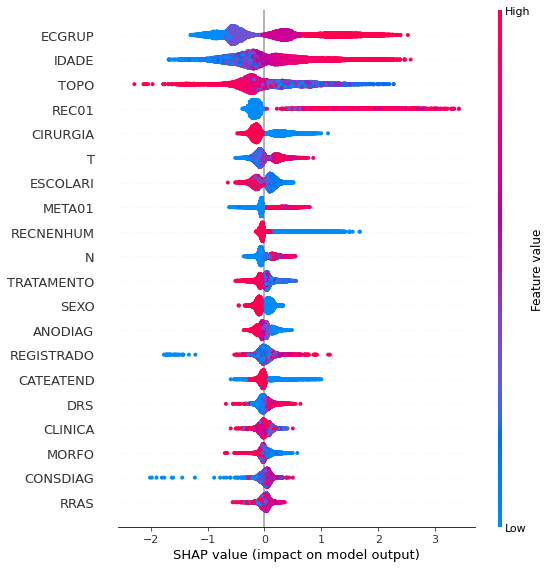 High
ECGRUP
IDADE
TOPO
REC01
CIRURGIA
T
ESCOLARI
META01
RECNENHUM
N
TRATAMENTO
SEXO
ANODIAG
REGISTRADO
CATEATEND
DRS
CLINICA
MORFO
CONSDIAG
RRAS
Feature value
Low
−2 −1 0 1 2 3
SHAP value (impact on model output)